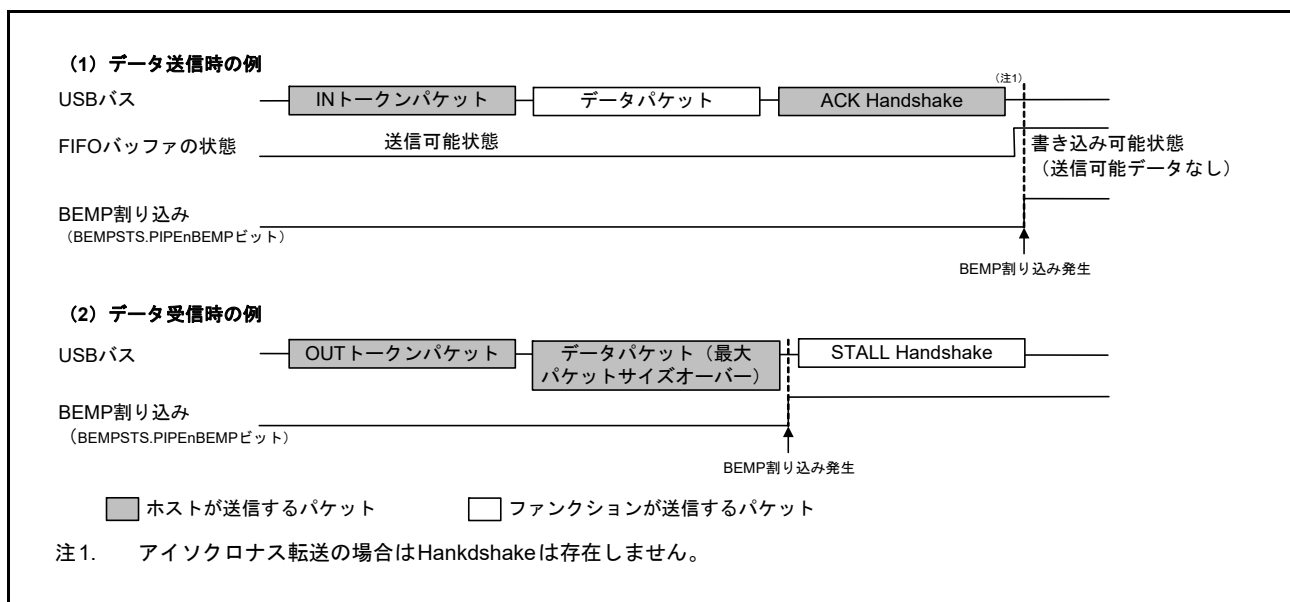 （1）データ送信時の例
（注1）
USBバス
INトークンパケット
データパケット
ACK Handshake
FIFOバッファの状態
送信可能状態
書き込み可能状態
（送信可能データなし）
BEMP割り込み
（BEMPSTS.PIPEnBEMPビット）
BEMP割り込み発生
（2）データ受信時の例
USBバス
OUTトークンパケット
データパケット（最大
パケットサイズオーバー）
STALL Handshake
BEMP割り込み
（BEMPSTS.PIPEnBEMPビット）
BEMP割り込み発生
ホストが送信するパケット
ファンクションが送信するパケット
注1. アイソクロナス転送の場合はHankdshakeは存在しません。